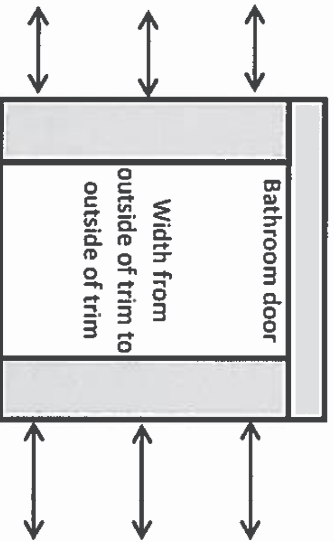 Bathroom door
Width from
outside of trim to
outside of trim